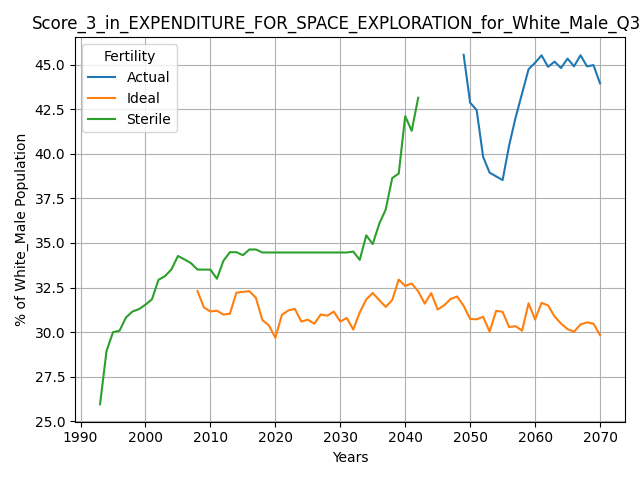 Score_3_in_EXPENDITURE_FOR_SPACE_EXPLORATION_for_White_Male_Q3
Fertility
Actual
Ideal
Sterile
45.0
42.5
40.0
37.5
35.0
32.5
30.0
27.5
25.0
% of White_Male Population
1990 2000 2010 2020 2030 2040 2050 2060 2070
Years